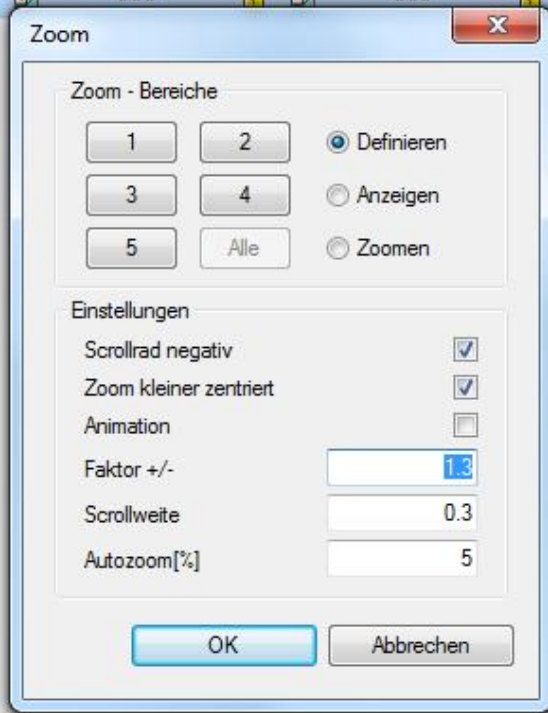 Zoom
Zoom - Bereiche
1 2 Definieren
3 4 Anzeigen
5 Alle Zoomen
Einstellungen
Scrollrad negativ
Zoom kleiner zentriert
Animation
Faktor +/- 1.3
Scrollweite 0.3
Autozoom[%] 5
OK Abbrechen